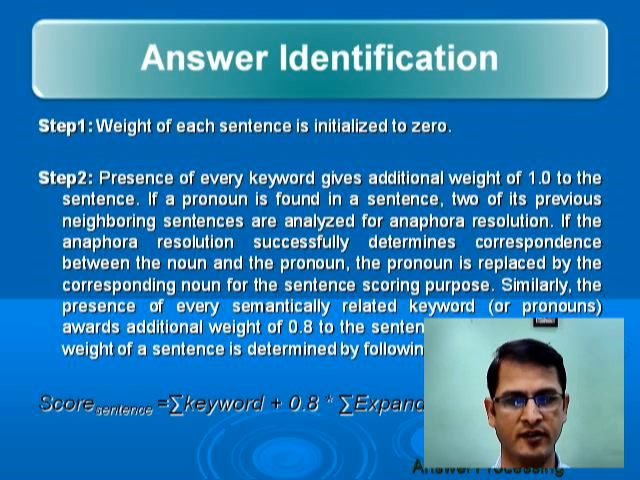 Answer Identification
Step1: Weight of each sentence is initialized to zero.
Step2: Presence of every keyword gives additional weight of 1.0 to the
sentence. If a pronoun is found in a sentence, two of its previous
neighboring sentences are analyzed for anaphora resolution. If the
anaphora resolution successfully determines correspondence
between the noun and the pronoun, the pronoun is replaced by the
corresponding noun for the sentence scoring purpose. Similarly, the
presence of every semantically related keyword (or pronouns)
awards additional weight of 0.8 to the senten
weight of a sentence is determined by followin
Score sentence =∑keyword + 0.8 * ∑Expand
Answer Processing